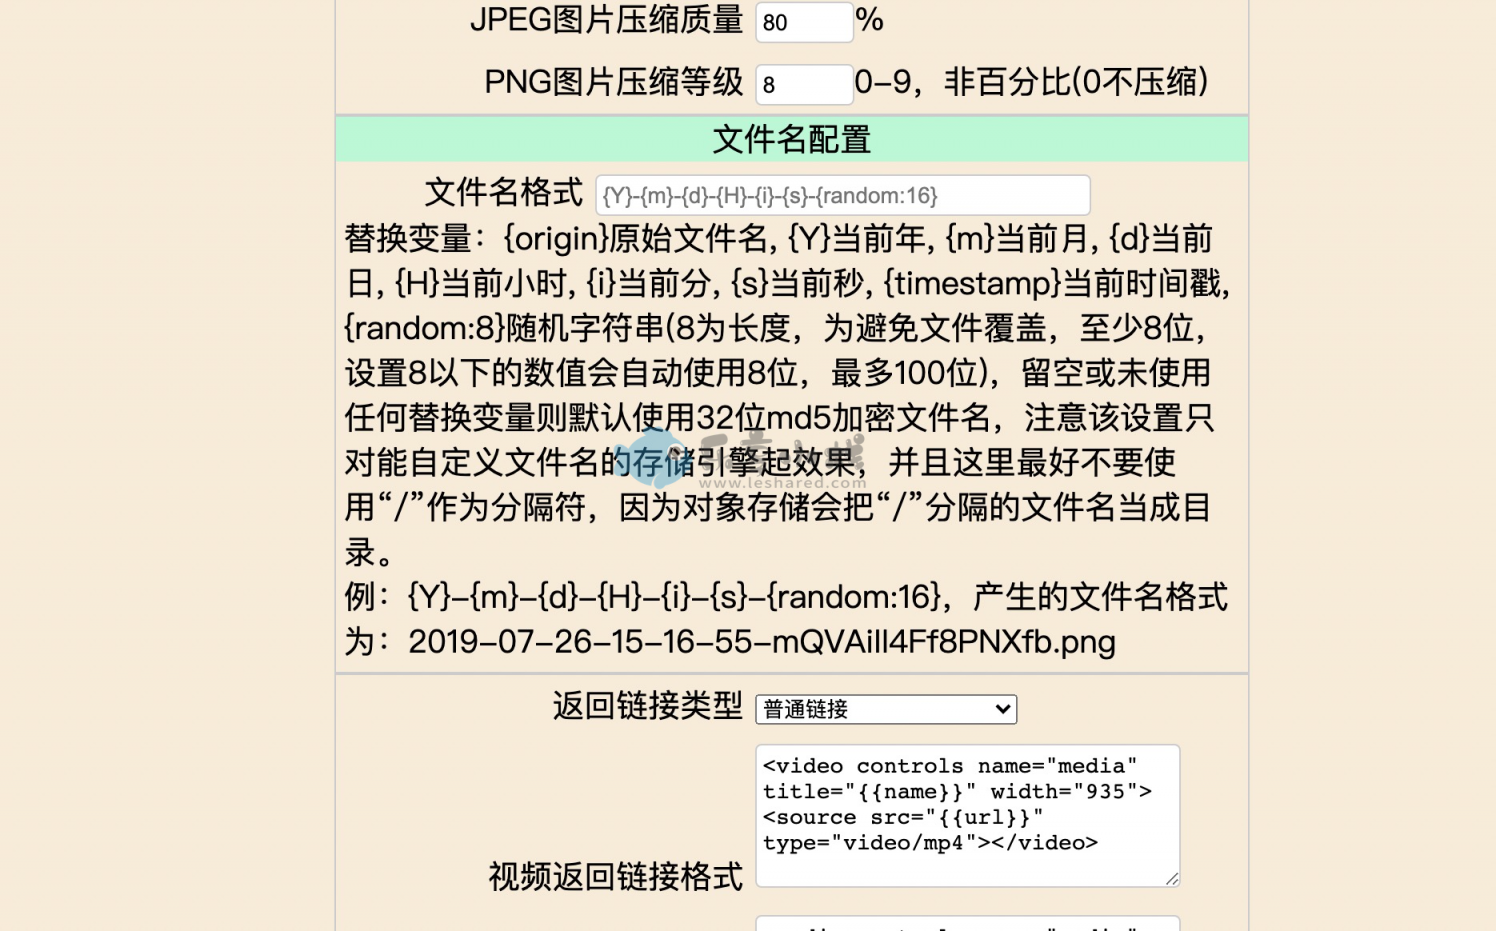 JPEG图片压缩质量 80 %
PNG图片压缩等级 8 0-9，非百分比(0不压缩)
文件名配置
文件名格式 {Y}-{m}-{d}-{H}-{i}-{s}-{random:16}
替换变量：{origin}原始文件名, {Y}当前年, {m}当前月, {d}当前
日, {H}当前小时, {i}当前分, {s}当前秒, {timestamp}当前时间戳,
{random:8}随机字符串(8为长度，为避免文件覆盖，至少8位，
设置8以下的数值会自动使用8位，最多100位)，留空或未使用
任何替换变量则默认使用32位md5加密文件名，注意该设置只
对能自定义文件名的存储引擎起效果，并且这里最好不要使
用“/”作为分隔符，因为对象存储会把“/”分隔的文件名当成目
录。
例：{Y}-{m}-{d}-{H}-{i}-{s}-{random:16}，产生的文件名格式
为：2019-07-26-15-16-55-mQVAiIl4Ff8PNXfb.png
www.leshared.com
返回链接类型 普通链接
<video controls name="media"
title="{{name}}" width="935">
<source src="{{url}}"
type="video/mp4"></video>
视频返回链接格式